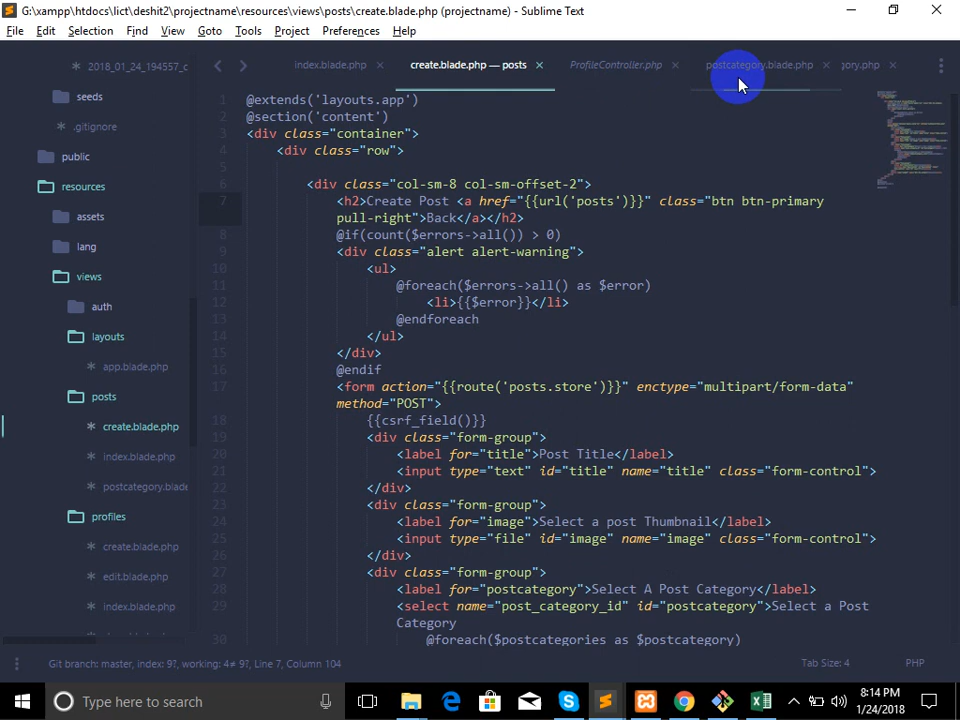 G:\xampp\htdocs\lict\deshit2\projectname\resources\views\posts\create.blade.php (projectname) - Sublime Text
File Edit Selection Find View Goto Tools Project Preferences Help
2018_01_24_194557_c
seeds
.gitignore
public
resources
assets
lang
views
auth
layouts
app.blade.php
posts
create.blade.php
index.blade.php
postcategory.blade
profiles
create.blade.php
edit.blade.php
index.blade.php
index.blade.php create.blade.php — posts ProfileController.php postcategory.blade.php gory.php
1 @extends('layouts.app')
2 @section('content')
3 <div class="container">
4 <div class="row">
5
6 <div class="col-sm-8 col-sm-offset-2">
7 <h2>Create Post <a href="{{url('posts')}}" class="btn btn-primary
pull-right">Back</a></h2>
8 @if(count($errors->all()) > 0)
9 <div class="alert alert-warning">
10 <ul>
11 @foreach($errors->all() as $error)
12 <li>{{$error}}</li>
13 @endforeach
14 </ul>
15 </div>
16 @endif
17 <form action="{{route('posts.store')}}" enctype="multipart/form-data"
method="POST">
18 {{csrf_field()}}
19 <div class="form-group">
20 <label for="title">Post Title</label>
21 <input type="text" id="title" name="title" class="form-control">
22 </div>
23 <div class="form-group">
24 <label for="image">Select a post Thumbnail</label>
25 <input type="file" id="image" name="image" class="form-control">
26 </div>
27 <div class="form-group">
28 <label for="postcategory">Select A Post Category</label>
29 <select name="post_category_id" id="postcategory">Select a Post
Category
30 @foreach($postcategories as $postcategory)
Git branch: master, index: 9?, working: 4≠ 9?, Line 7, Column 104 Tab Size: 4 PHP
Type here to search
8:14 PM
1/24/2018